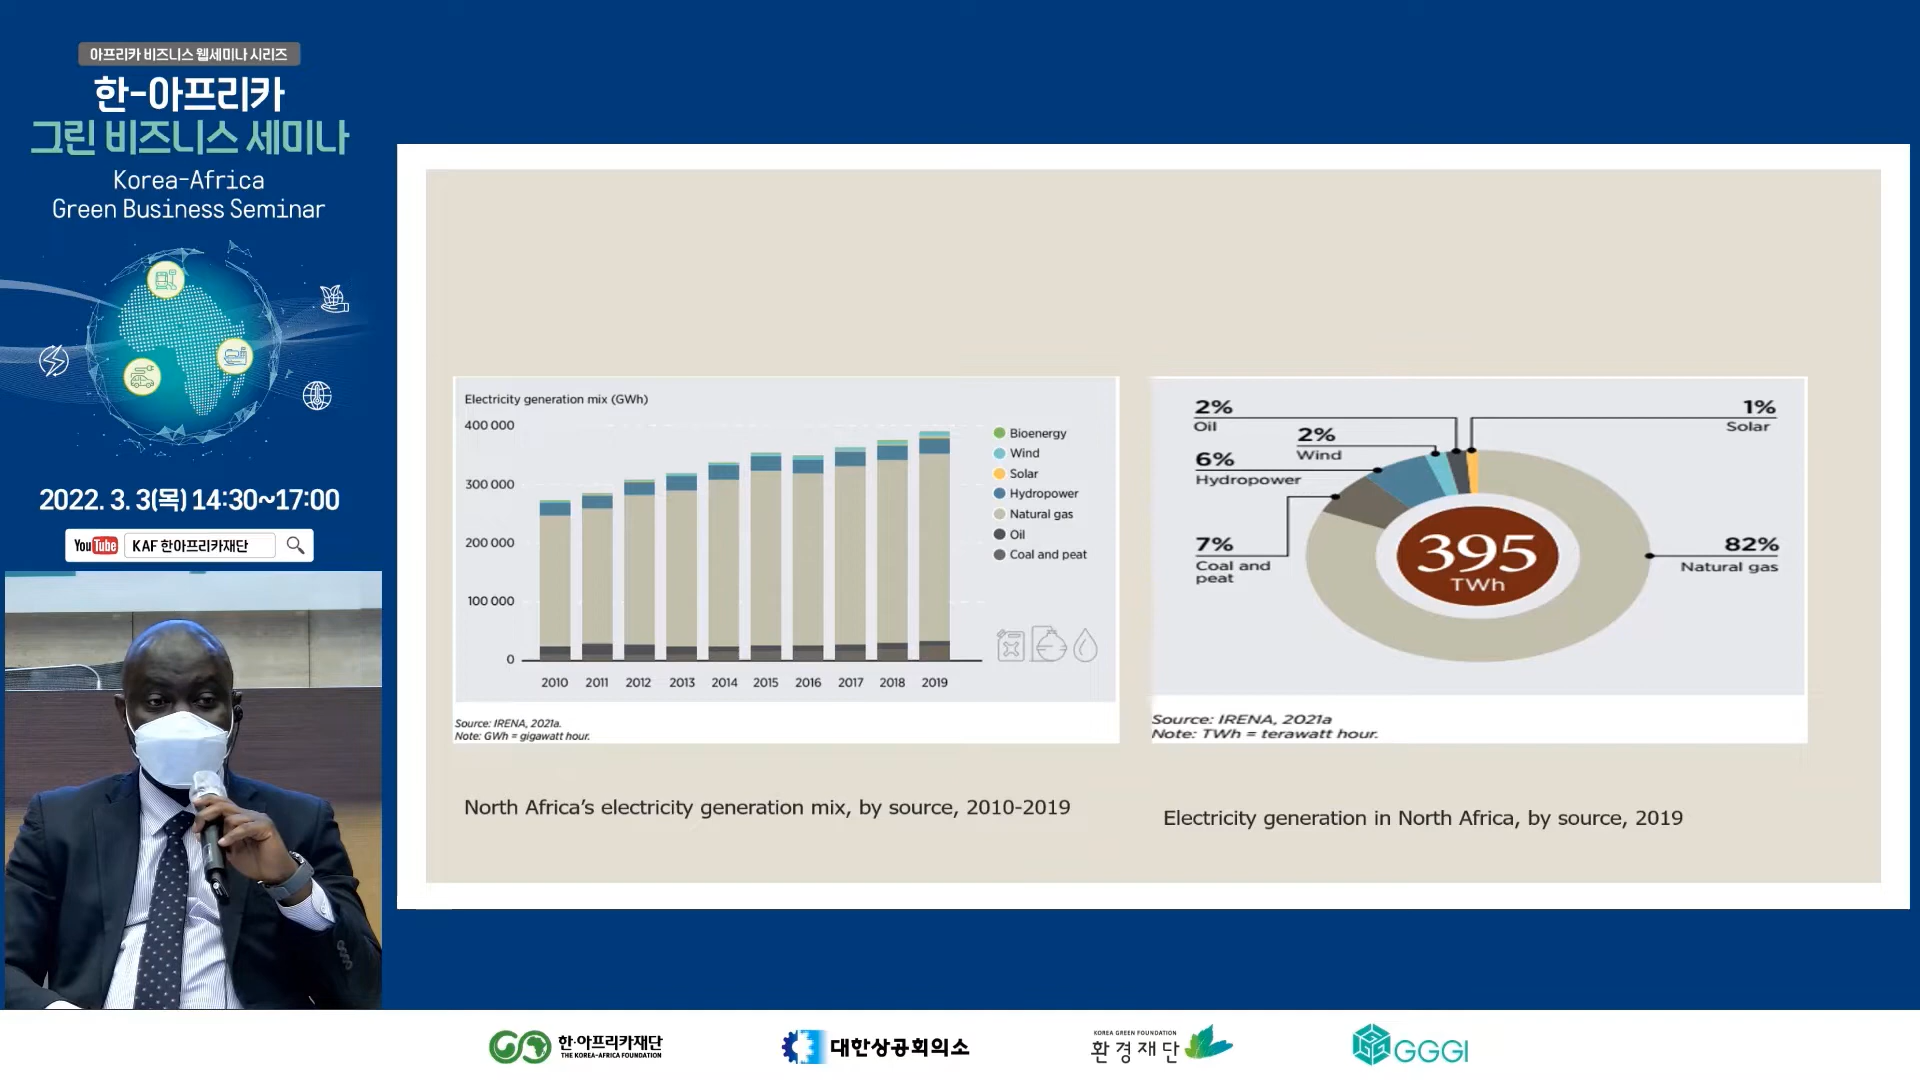 아프리카 비즈니스 웹세미나 시리즈
한-아프리카
그린 비즈니스 세미나
Korea-Africa
Green Business Seminar
2022. 3. 3(목) 14:30~17:00
YouTube KAF 한아프리카재단
Electricity generation mix (GWh)
400 000
300 000
200 000
100 000
0
2010 2011 2012 2013 2014 2015 2016 2017 2018 2019
Bioenergy
Wind
Solar
Hydropower
Natural gas
Oil
Coal and peat
Source: IRENA, 2021a.
Note: GWh = gigawatt hour.
North Africa's electricity generation mix, by source, 2010-2019
2%
Oil
2%
Wind
6%
Hydropower
7%
Coal and
peat
1%
Solar
82%
Natural gas
395
TWh
Source: IRENA, 2021a
Note: TWh = terawatt hour.
Electricity generation in North Africa, by source, 2019
한·아프리카재단
THE KOREA-AFRICA FOUNDATION
대한상공회의소
KOREA GREEN FOUNDATION
환경재단
GGGI